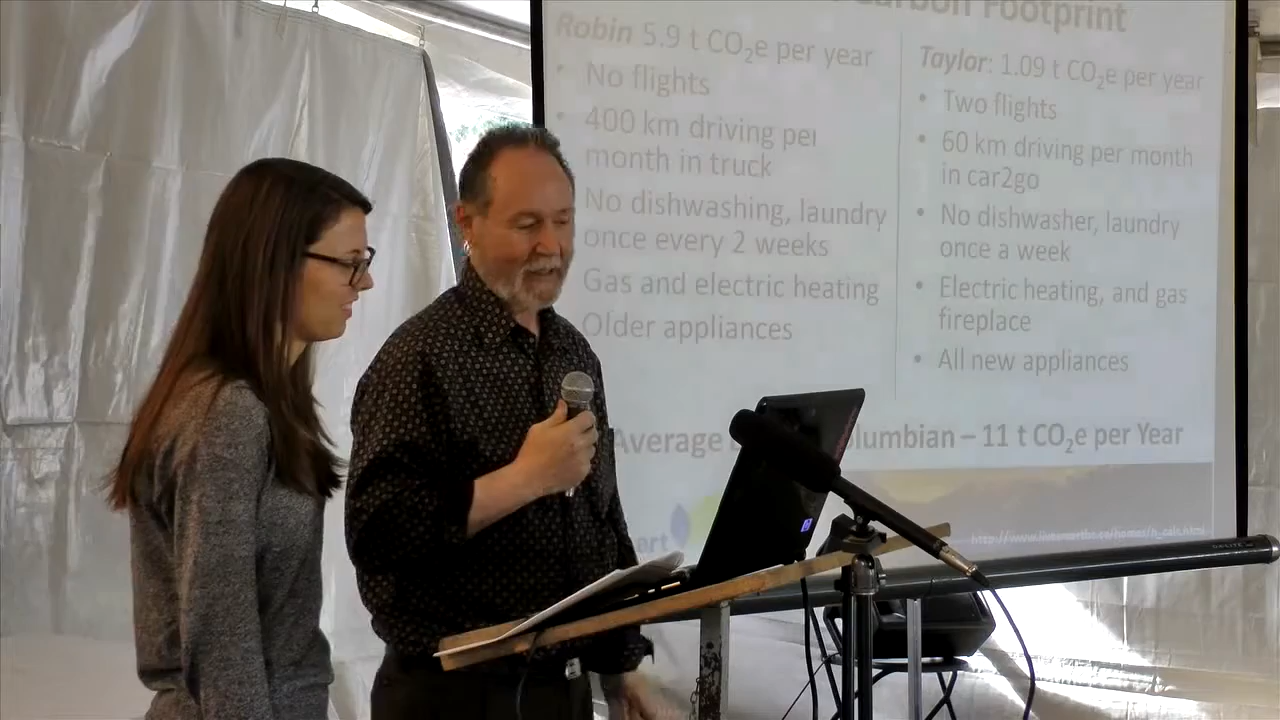 Carbon Footprint
Robin 5.9 t CO₂e per year
• No flights
• 400 km driving per
month in truck
No dishwashing, laundry
once every 2 weeks
Gas and electric heating
Older appliances
Taylor: 1.09 t CO₂e per year
• Two flights
• 60 km driving per month
in car2go
• No dishwasher, laundry
once a week
• Electric heating, and gas
fireplace
• All new appliances
Average lumbian – 11 t CO₂e per Year